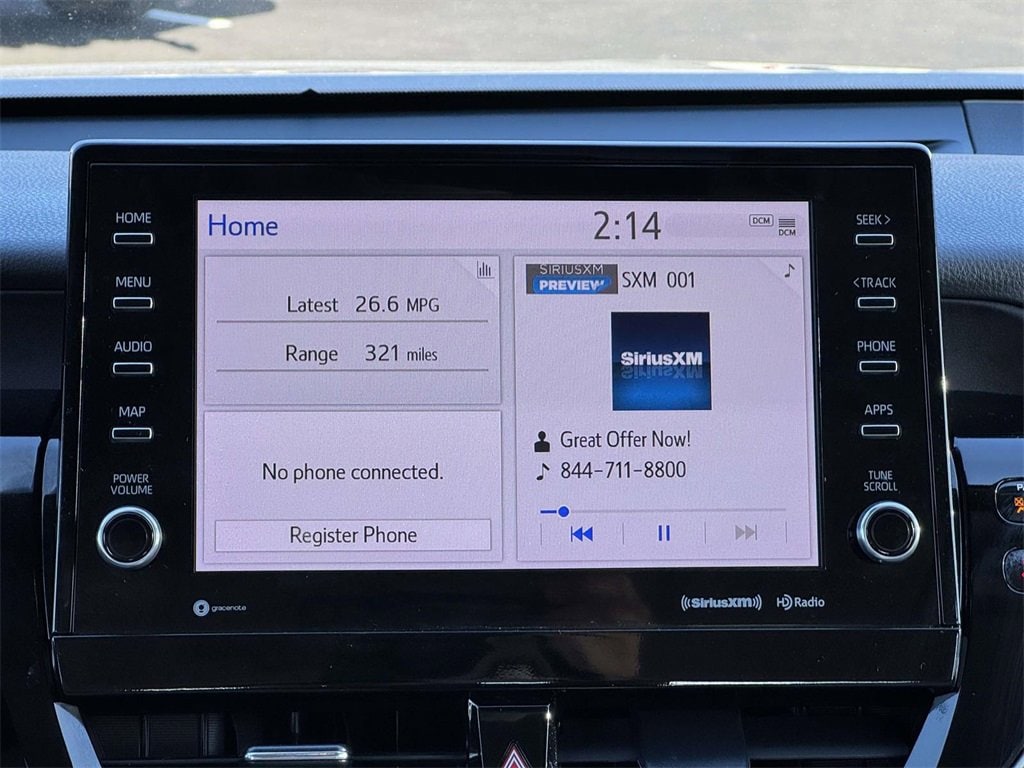 HOME
MENU
AUDIO
MAP
POWER
VOLUME
Home
2:14
DCM
DCM
Latest 26.6 MPG
Range 321 miles
No phone connected.
Register Phone
SIRIUSXM
PREVIEW
SXM 001
SiriusXM
Great Offer Now!
844-711-8800
SEEK >
< TRACK
PHONE
APPS
TUNE
SCROLL
gracenote
((SiriusXM))
HD Radio